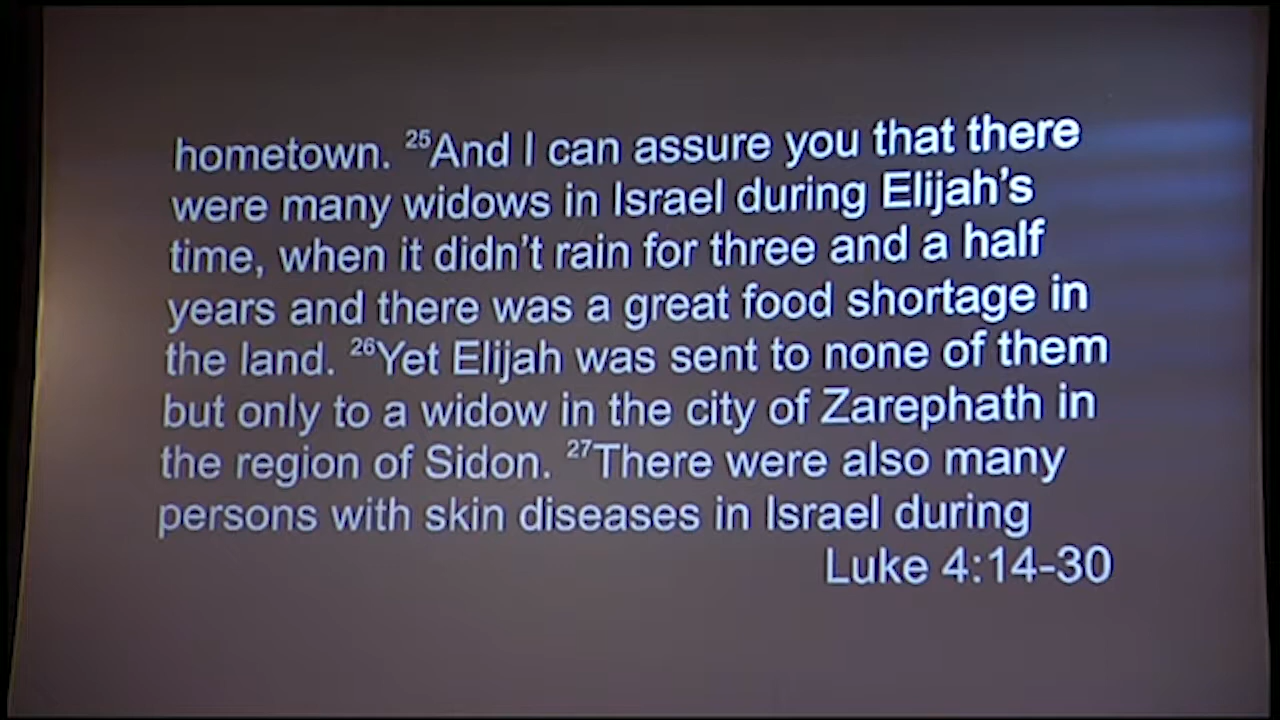 hometown. ²⁵And I can assure you that there
were many widows in Israel during Elijah’s
time, when it didn’t rain for three and a half
years and there was a great food shortage in
the land. ²⁶Yet Elijah was sent to none of them
but only to a widow in the city of Zarephath in
the region of Sidon. ²⁷There were also many
persons with skin diseases in Israel during
Luke 4:14-30